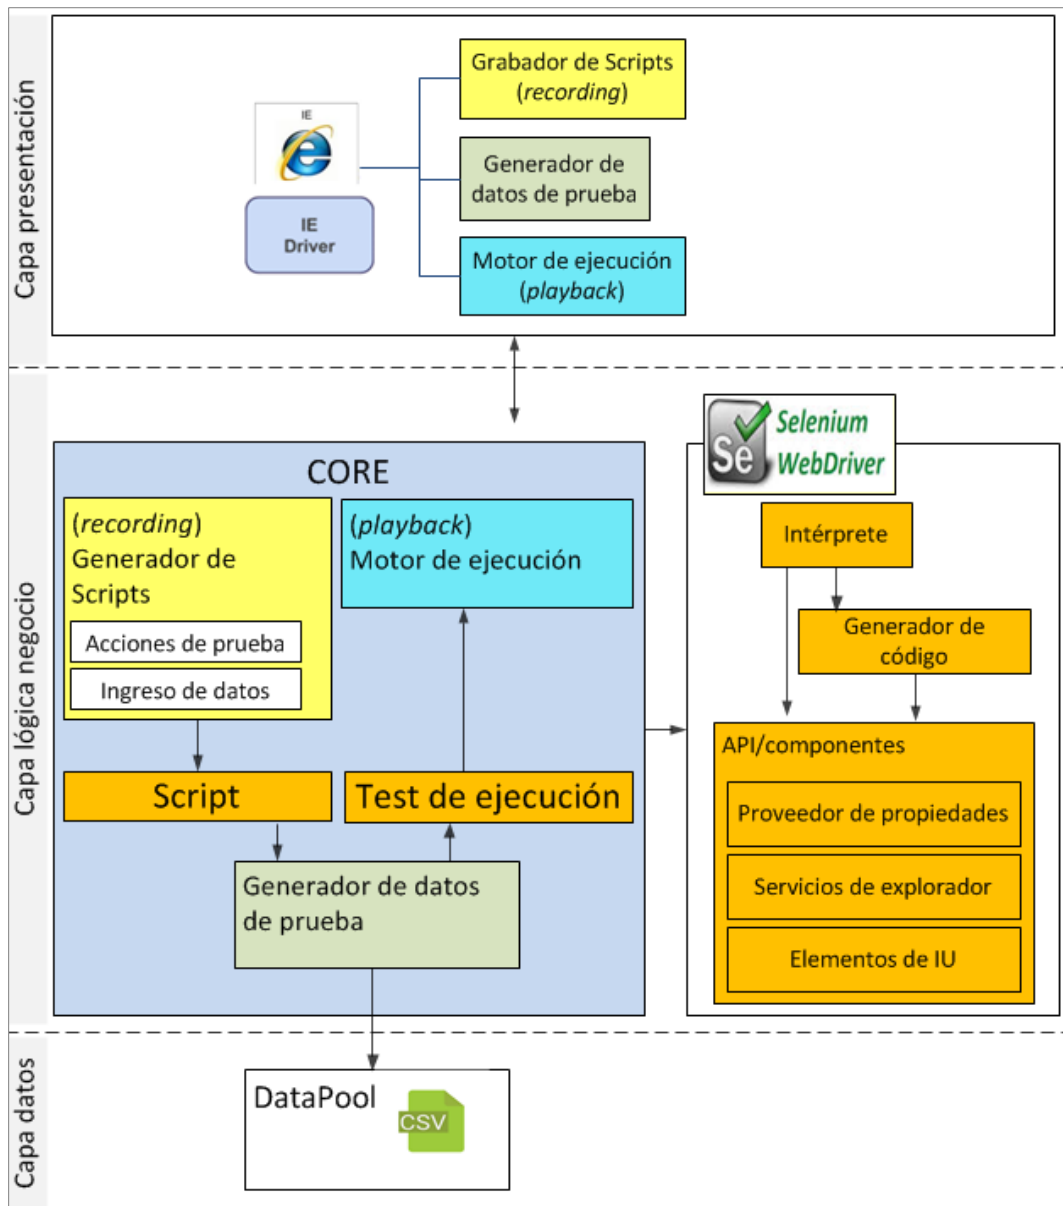 Capa presentación
Grabador de Scripts
(recording)
IE
IE
Driver
Generador de
datos de prueba
Motor de ejecución
(playback)
Capa lógica negocio
CORE
(recording)
Generador de
Scripts
Acciones de prueba
Ingreso de datos
(playback)
Motor de ejecución
Script
Test de ejecución
Generador de datos
de prueba
Se
Selenium
WebDriver
Intérprete
Generador de
código
API/componentes
Proveedor de propiedades
Servicios de explorador
Elementos de IU
Capa datos
DataPool
CSV